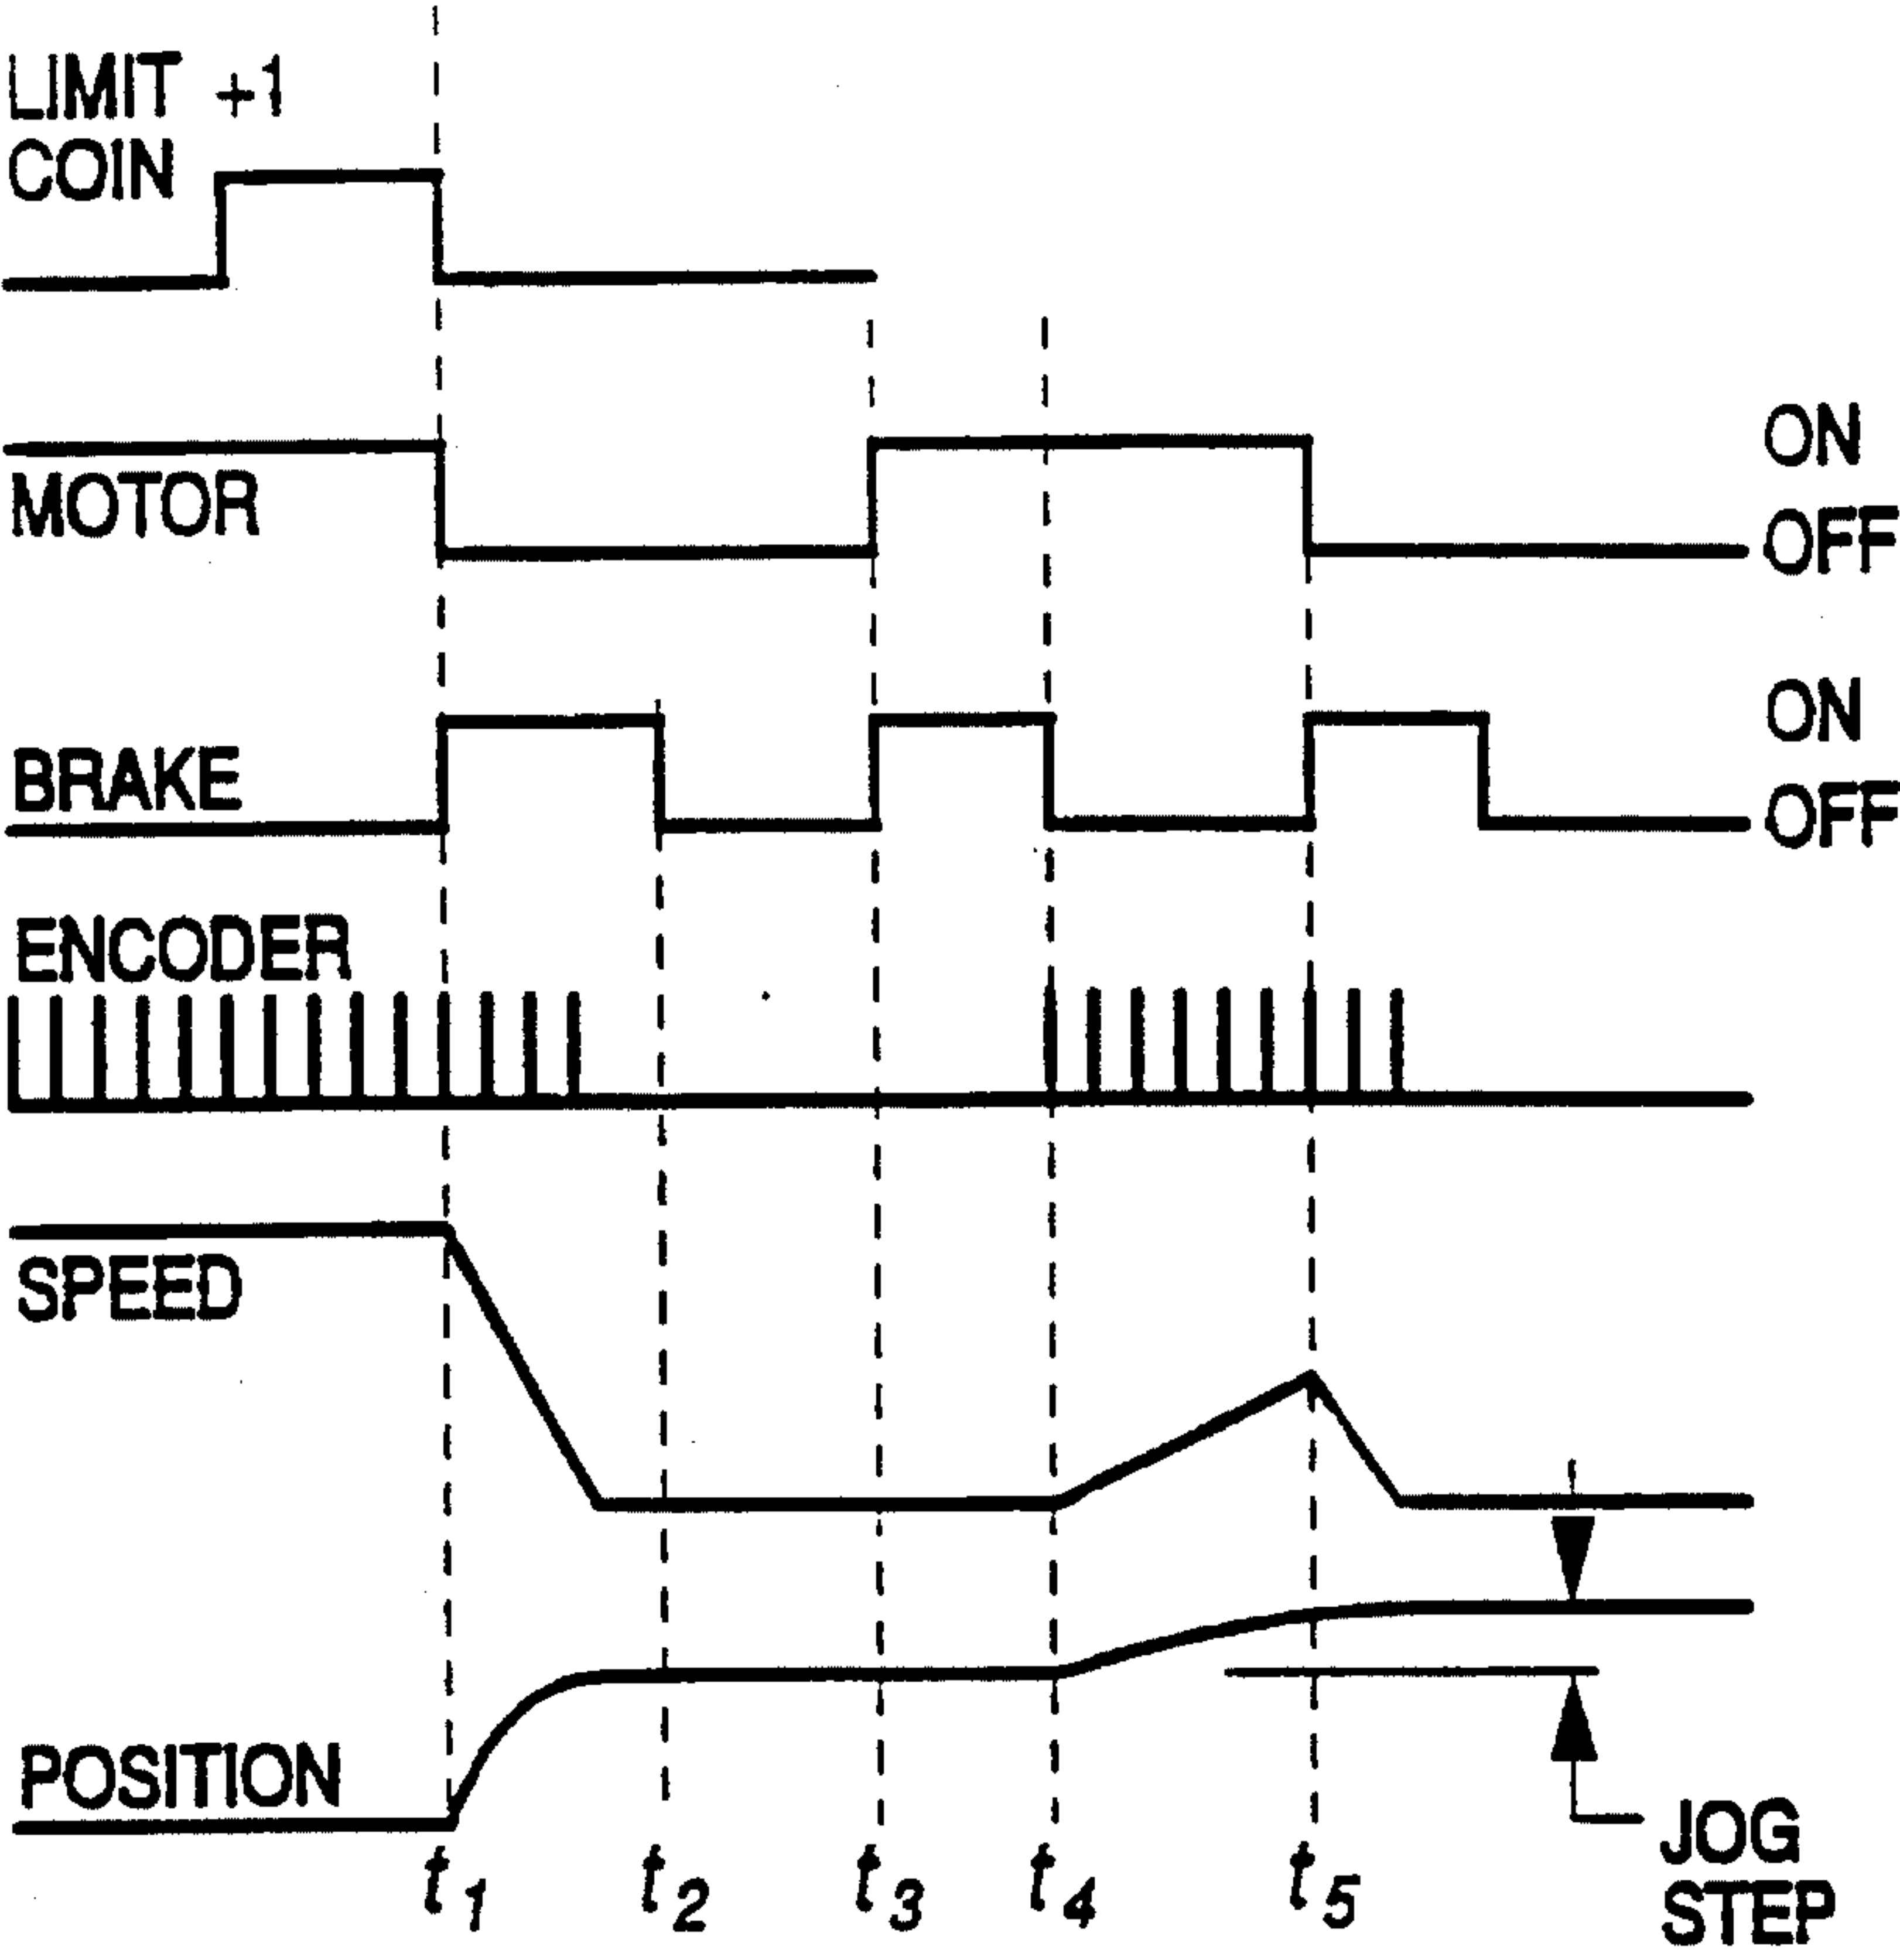 LIMIT +1
COIN
MOTOR
ON
OFF
BRAKE
ON
OFF
ENCODER
SPEED
POSITION
t1 t2 t3 t4 t5
JOG
STEP